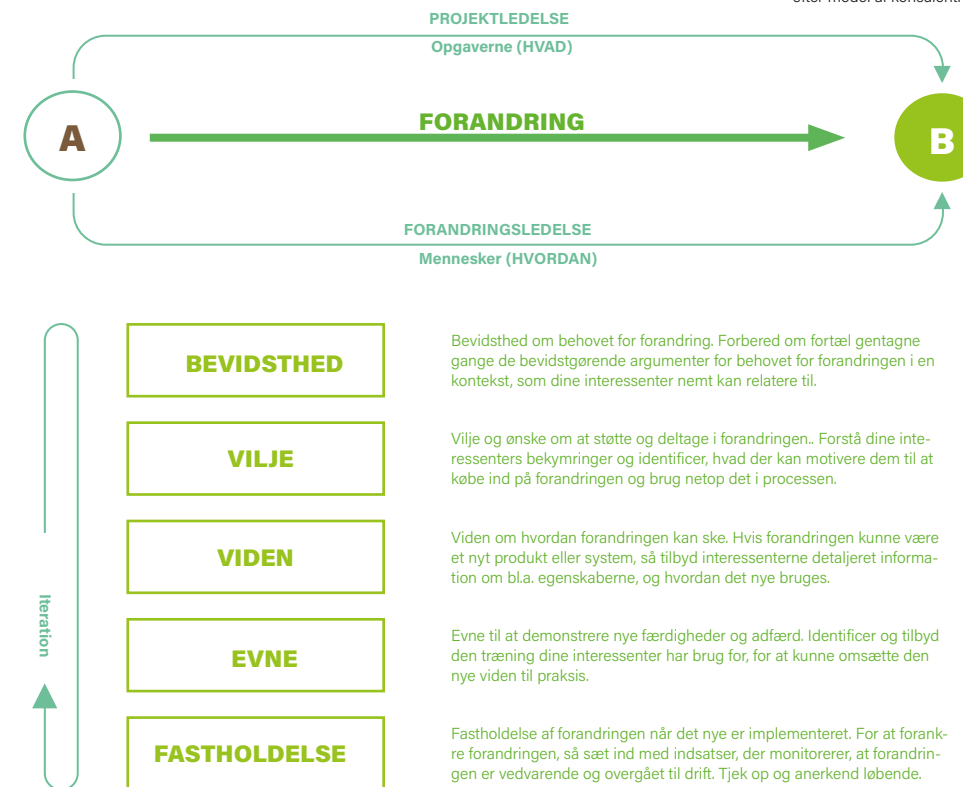 efter model af konsulent
PROJEKTLEDELSE
Opgaverne (HVAD)
A
FORANDRING
B
FORANDRINGSLEDELSE
Mennesker (HVORDAN)
Iteration
BEVIDSTHED
Bevidsthed om behovet for forandring. Forbered om fortæl gentagne
gange de bevidstgørende argumenter for behovet for forandringen i en
kontekst, som dine interessenter nemt kan relatere til.
VILJE
Vilje og ønske om at støtte og deltage i forandringen.. Forstå dine inte-
ressenters bekymringer og identificer, hvad der kan motivere dem til at
købe ind på forandringen og brug netop det i processen.
VIDEN
Viden om hvordan forandringen kan ske. Hvis forandringen kunne være
et nyt produkt eller system, så tilbyd interessenterne detaljeret informa-
tion om bl.a. egenskaberne, og hvordan det nye bruges.
EVNE
Evne til at demonstrere nye færdigheder og adfærd. Identificer og tilbyd
den træning dine interessenter har brug for, for at kunne omsætte den
nye viden til praksis.
FASTHOLDELSE
Fastholdelse af forandringen når det nye er implementeret. For at forank-
re forandringen, så sæt ind med indsatser, der monitorerer, at forandrin-
gen er vedvarende og overgået til drift. Tjek op og anerkend løbende.